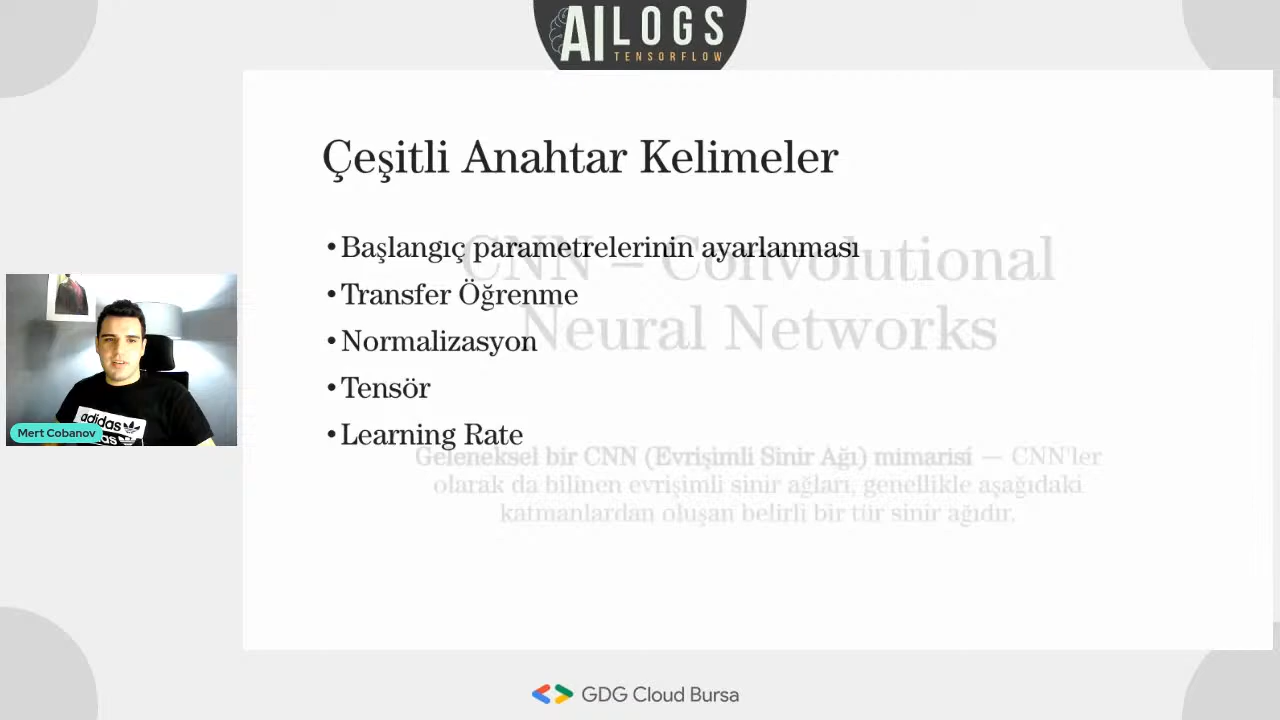 AI LOGS
TENSORFLOW
Çeşitli Anahtar Kelimeler
• Başlangıç parametrelerinin ayarlanması
• Transfer Öğrenme
• Normalizasyon
• Tensör
• Learning Rate
CNN – Convolutional
Neural Networks
Geleneksel bir CNN (Evrişimli Sinir Ağı) mimarisi — CNN'ler
olarak da bilinen evrişimli sinir ağları, genellikle aşağıdaki
katmanlardan oluşan belirli bir tür sinir ağıdır.
adidas
Mert Cobanov
GDG Cloud Bursa